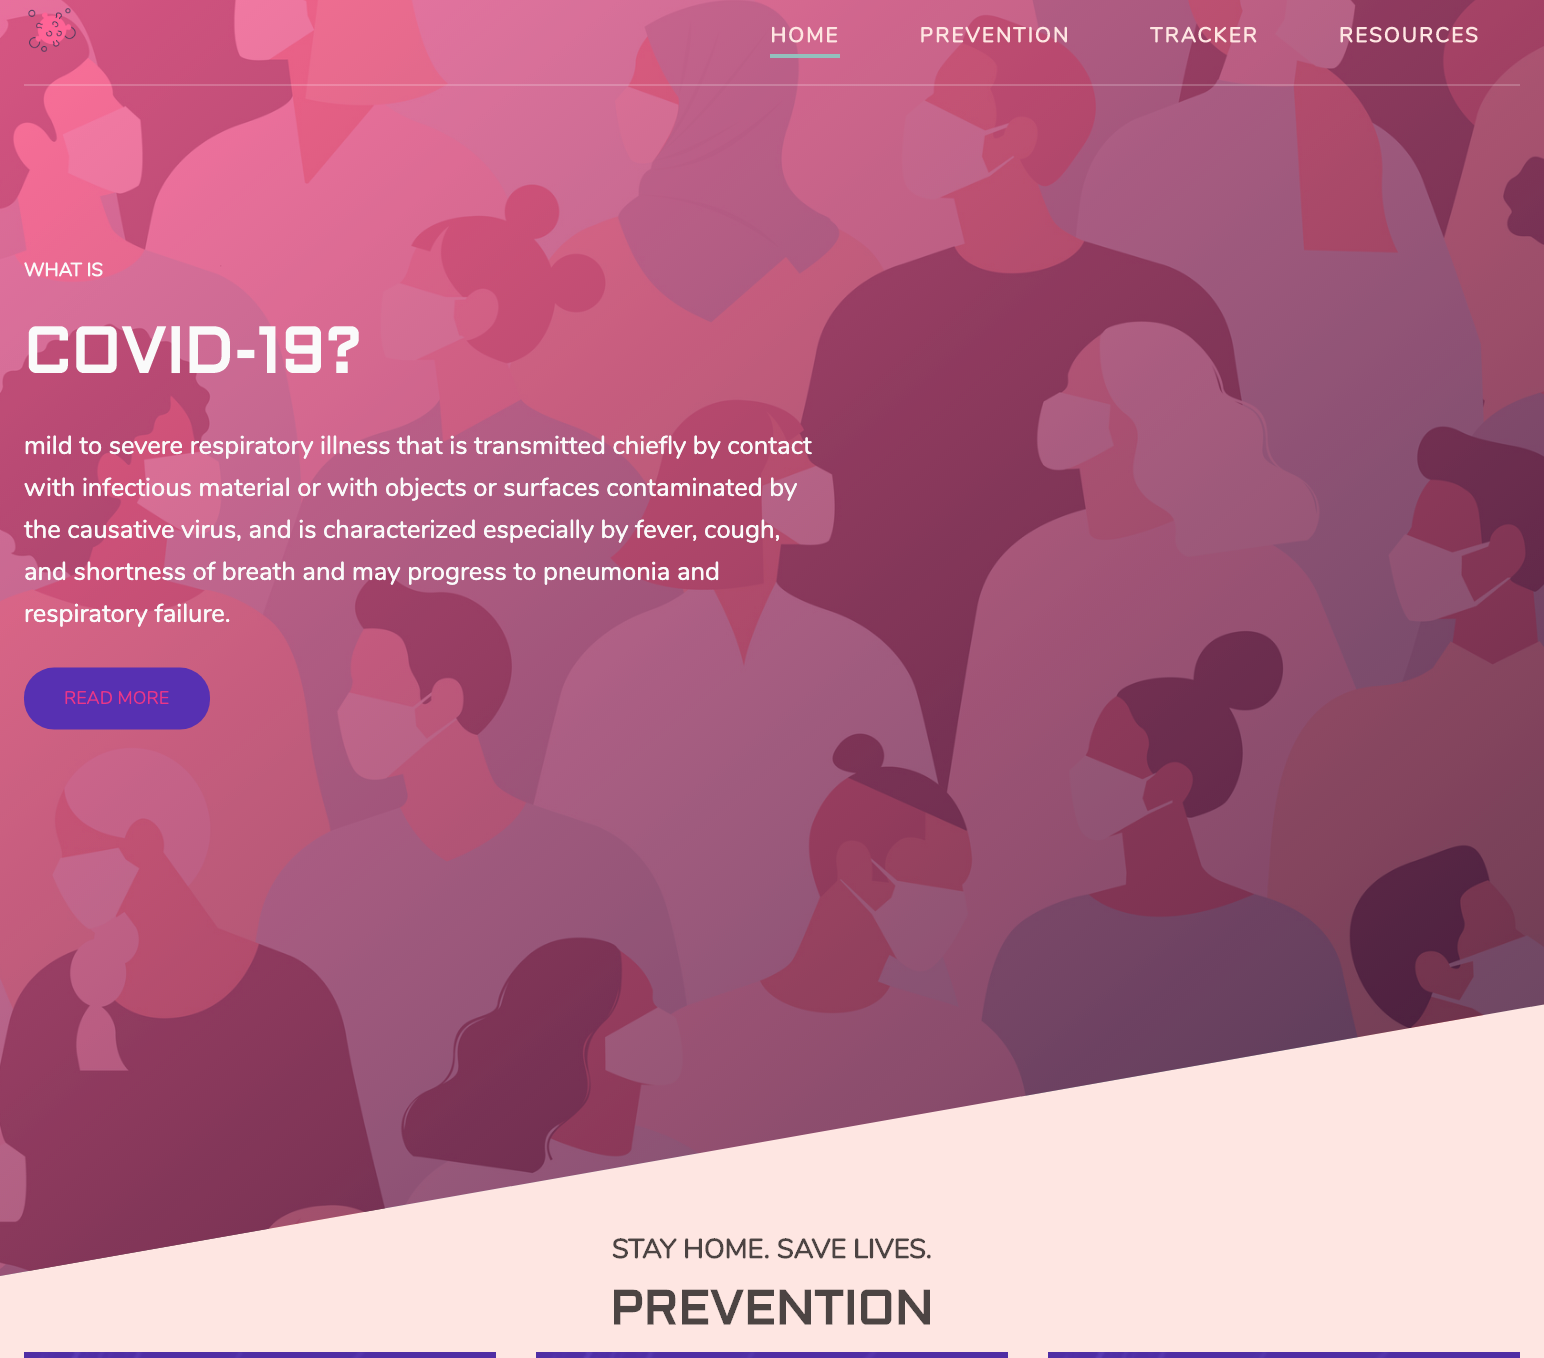 HOME PREVENTION TRACKER RESOURCES
WHAT IS
COVID-19?
mild to severe respiratory illness that is transmitted chiefly by contact
with infectious material or with objects or surfaces contaminated by
the causative virus, and is characterized especially by fever, cough,
and shortness of breath and may progress to pneumonia and
respiratory failure.
READ MORE
STAY HOME. SAVE LIVES.
PREVENTION